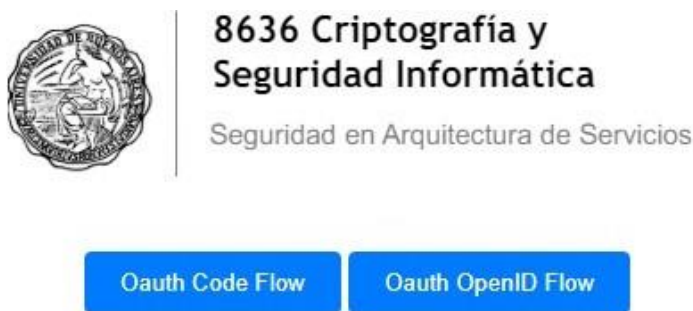 8636 Criptografía y
Seguridad Informática
Seguridad en Arquitectura de Servicios
Oauth Code Flow
Oauth OpenID Flow